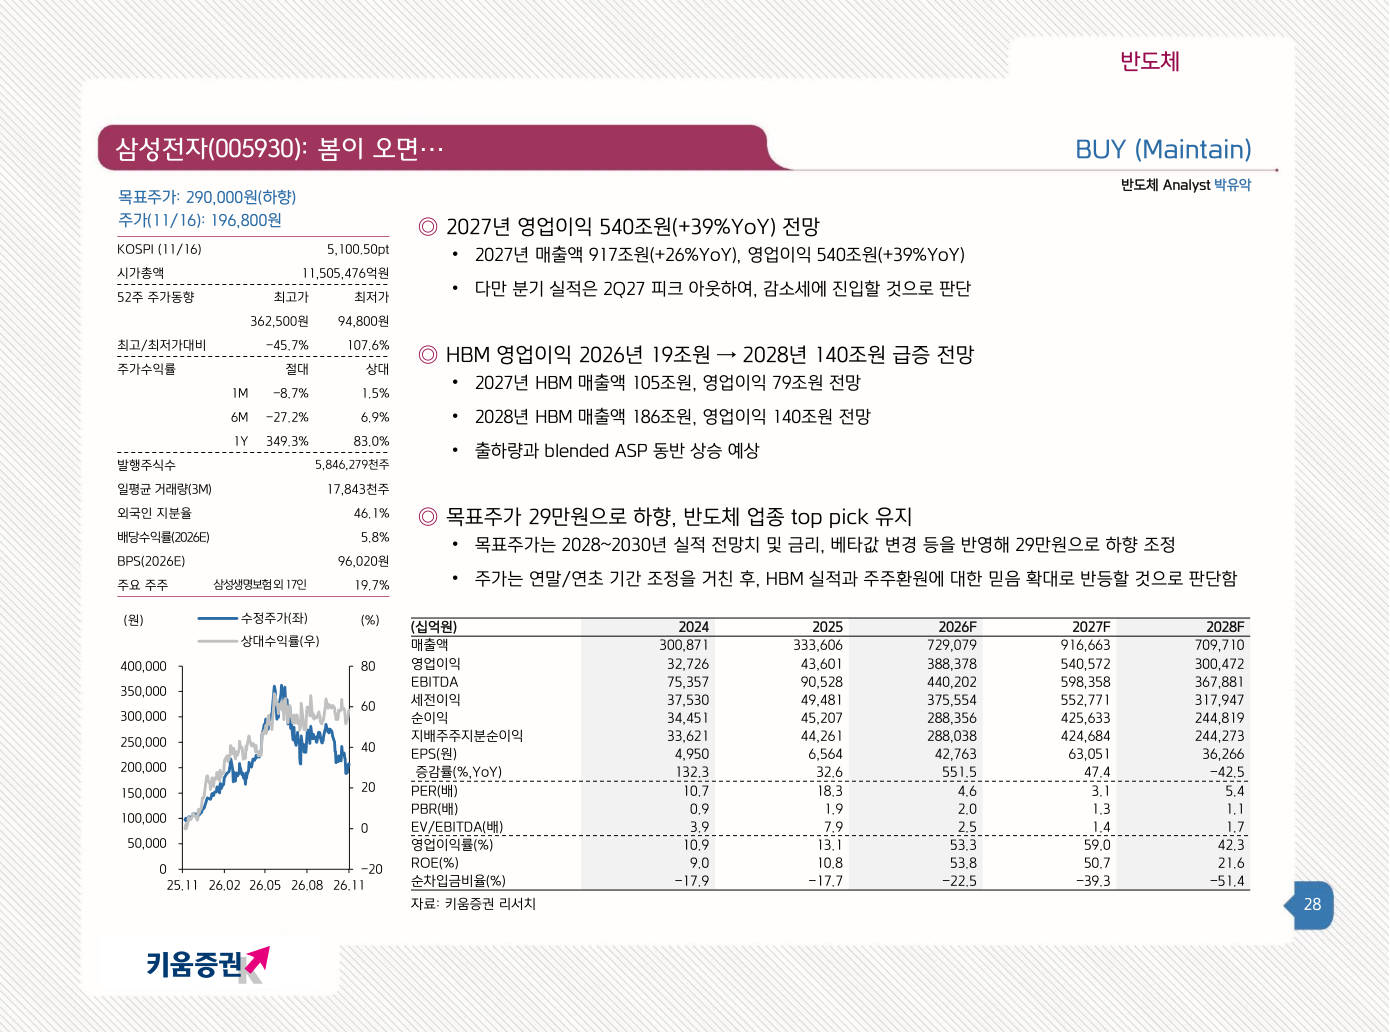 반도체
삼성전자(005930): 봄이 오면…
BUY (Maintain)
반도체 Analyst 박유악
목표주가: 290,000원(하향)
주가(11/16): 196,800원
KOSPI (11/16) 5,100.50pt
시가총액 11,505,476억원
52주 주가동향 최고가 최저가
362,500원 94,800원
최고/최저가대비 −45.7% 107.6%
주가수익률 절대 상대
1M −8.7% 1.5%
6M −27.2% 6.9%
1Y 349.3% 83.0%
발행주식수 5,846,279천주
일평균 거래량(3M) 17,843천주
외국인 지분율 46.1%
배당수익률(2026E) 5.8%
BPS(2026E) 96,020원
주요 주주 삼성생명보험 외 17인 19.7%
(원) 수정주가(좌) (%)
상대수익률(우)
400,000 80
350,000
300,000 60
250,000
200,000 40
150,000 20
100,000 0
50,000
0 −20
25.11 26.02 26.05 26.08 26.11
◎ 2027년 영업이익 540조원(+39%YoY) 전망
• 2027년 매출액 917조원(+26%YoY), 영업이익 540조원(+39%YoY)
• 다만 분기 실적은 2Q27 피크 아웃하여, 감소세에 진입할 것으로 판단
◎ HBM 영업이익 2026년 19조원 → 2028년 140조원 급증 전망
• 2027년 HBM 매출액 105조원, 영업이익 79조원 전망
• 2028년 HBM 매출액 186조원, 영업이익 140조원 전망
• 출하량과 blended ASP 동반 상승 예상
◎ 목표주가 29만원으로 하향, 반도체 업종 top pick 유지
• 목표주가는 2028~2030년 실적 전망치 및 금리, 베타값 변경 등을 반영해 29만원으로 하향 조정
• 주가는 연말/연초 기간 조정을 거친 후, HBM 실적과 주주환원에 대한 믿음 확대로 반등할 것으로 판단함
(십억원) 2024 2025 2026F 2027F 2028F
매출액 300,871 333,606 729,079 916,663 709,710
영업이익 32,726 43,601 388,378 540,572 300,472
EBITDA 75,357 90,528 440,202 598,358 367,881
세전이익 37,530 49,481 375,554 552,771 317,947
순이익 34,451 45,207 288,356 425,633 244,819
지배주주지분순이익 33,621 44,261 288,038 424,684 244,273
EPS(원) 4,950 6,564 42,763 63,051 36,266
증감률(%,YoY) 132.3 32.6 551.5 47.4 −42.5
PER(배) 10.7 18.3 4.6 3.1 5.4
PBR(배) 0.9 1.9 2.0 1.3 1.1
EV/EBITDA(배) 3.9 7.9 2.5 1.4 1.7
영업이익률(%) 10.9 13.1 53.3 59.0 42.3
ROE(%) 9.0 10.8 53.8 50.7 21.6
순차입금비율(%) −17.9 −17.7 −22.5 −39.3 −51.4
자료: 키움증권 리서치
28
키움증권